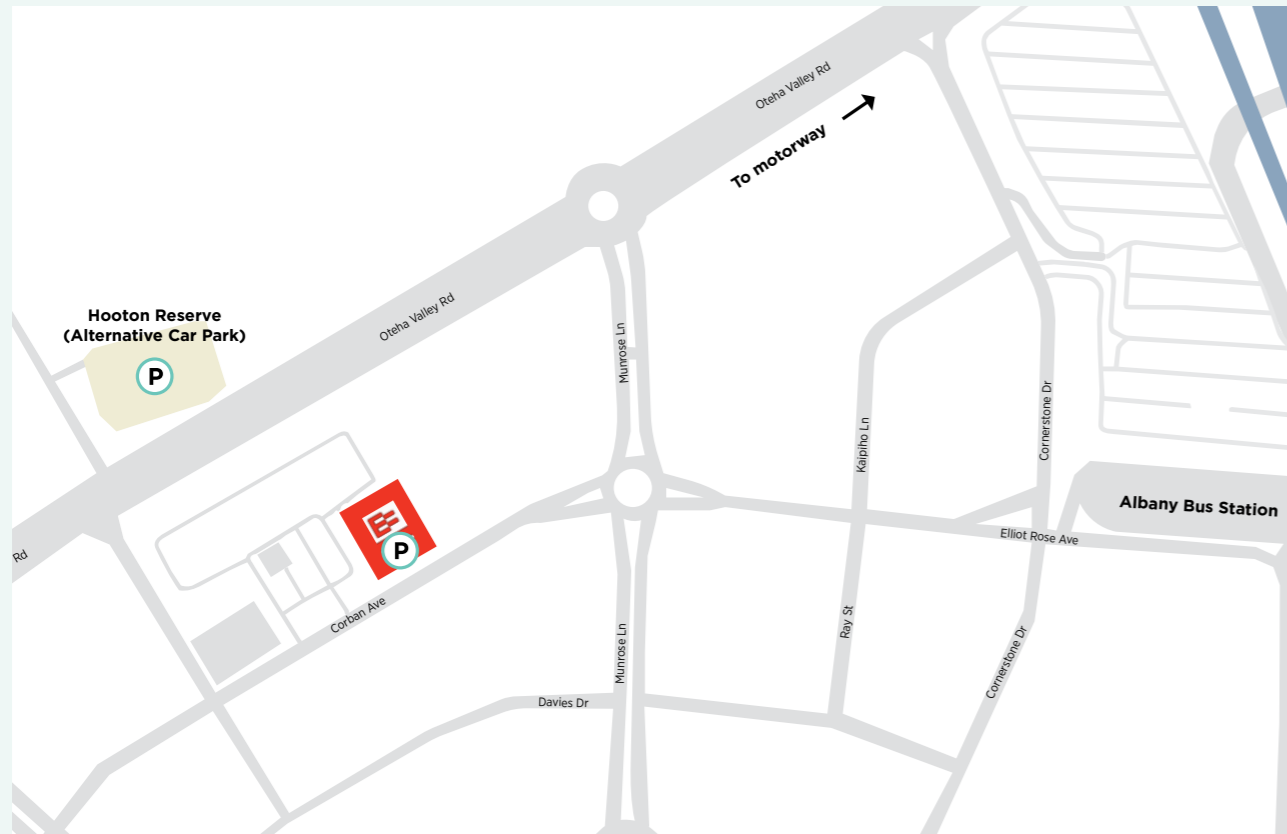 Oteha Valley Rd
To motorway
Hooton Reserve
(Alternative Car Park)
P
Oteha Valley Rd
Munrose Ln
Kaipiho Ln
Cornerstone Dr
Albany Bus Station
Rd
P
Elliot Rose Ave
Corban Ave
Ray St
Munrose Ln
Cornerstone Dr
Davies Dr